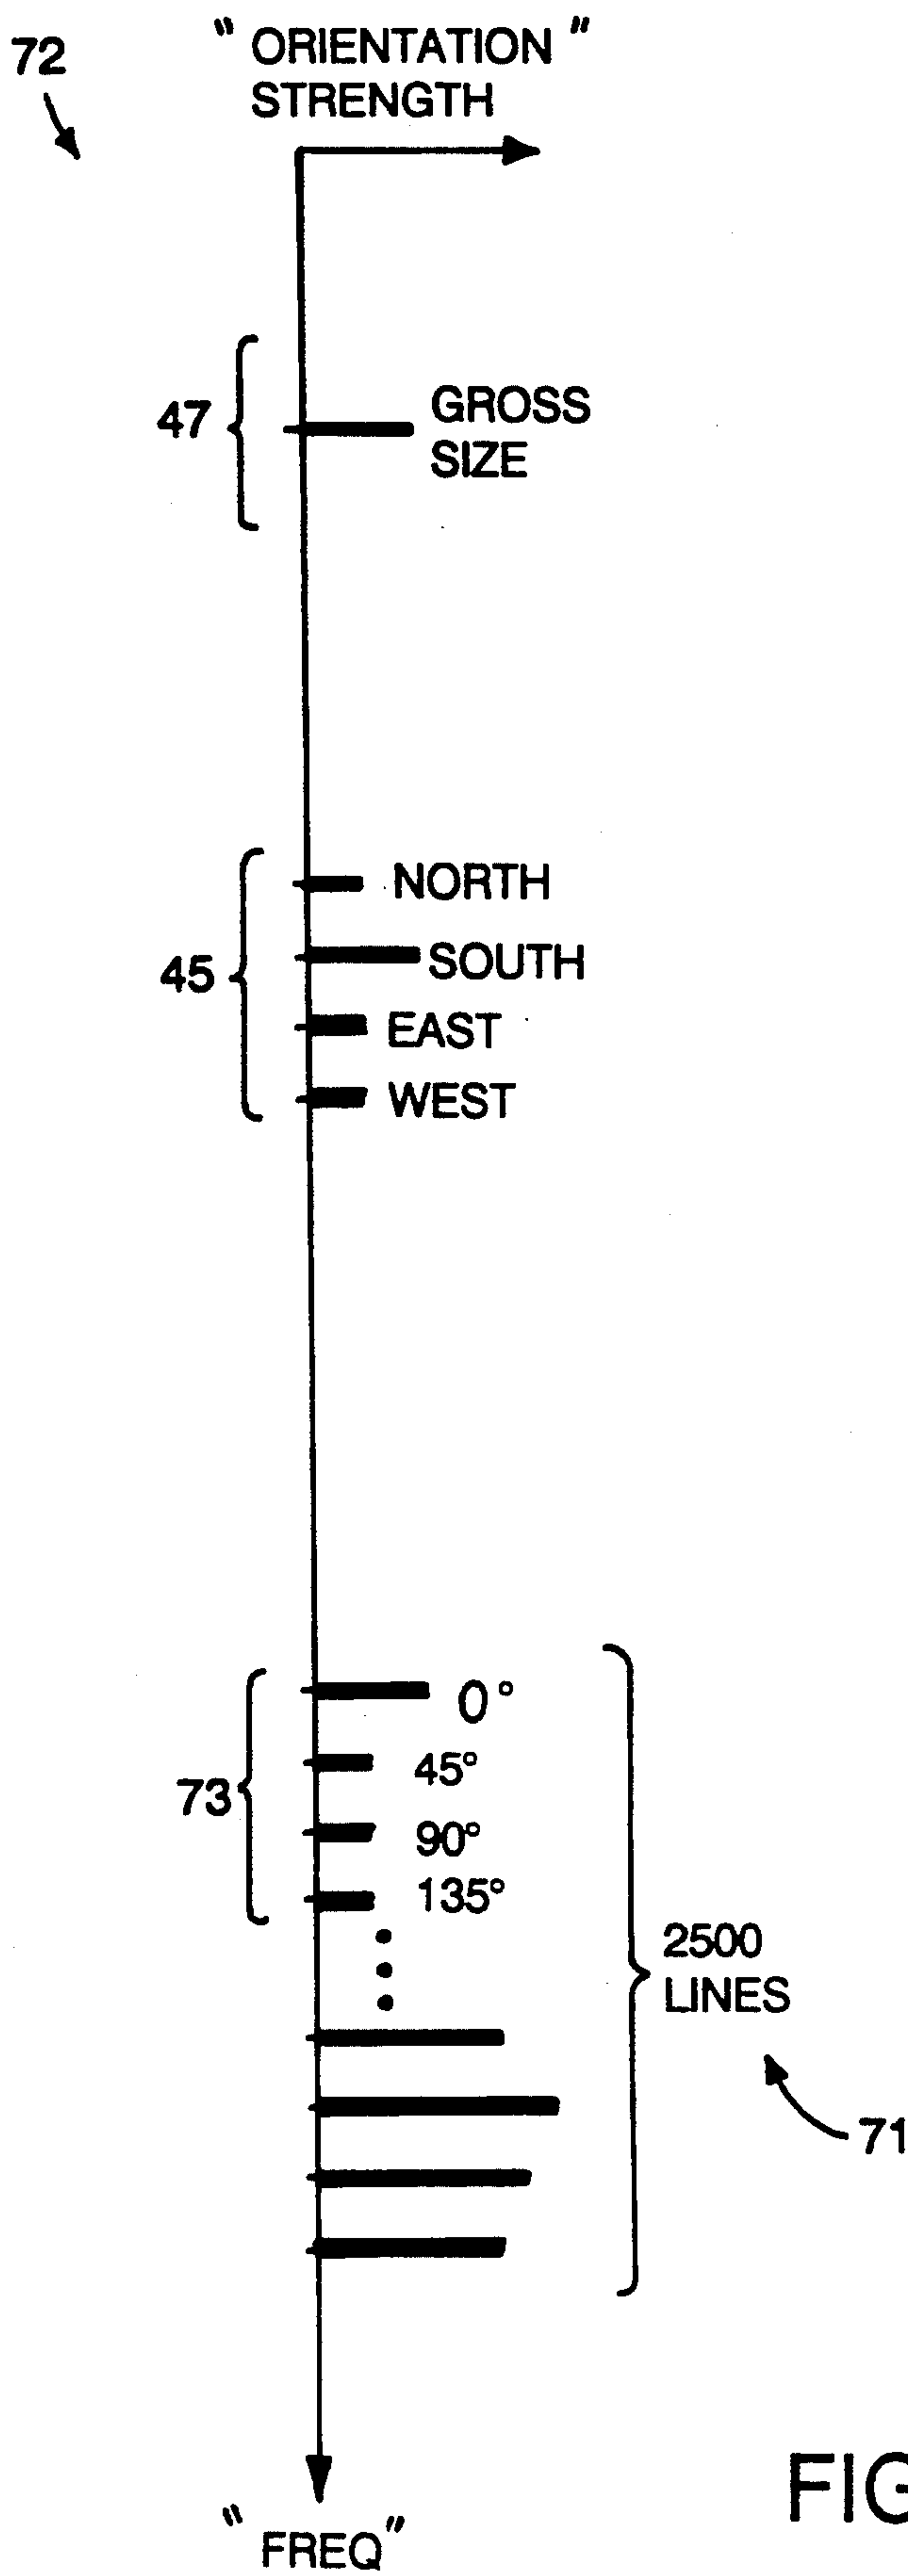 72
" ORIENTATION "
STRENGTH
47
GROSS
SIZE
45
NORTH
SOUTH
EAST
WEST
73
0°
45°
90°
135°
2500
LINES
71
" FREQ "
FIG